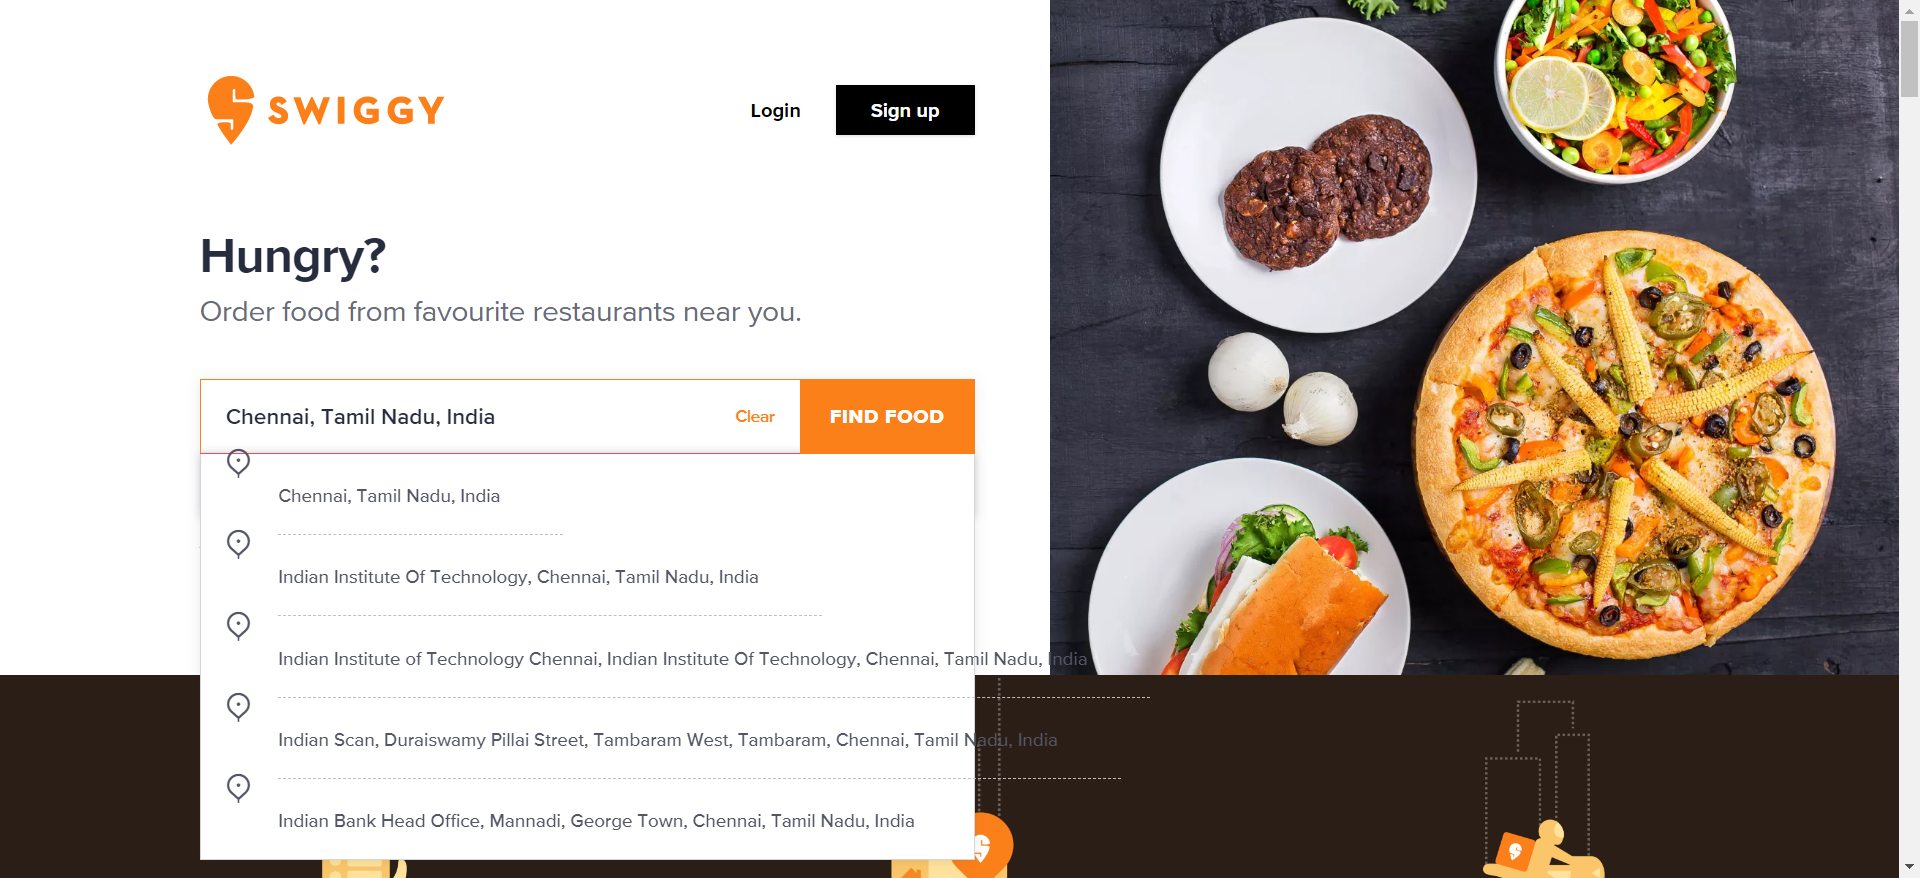 SWIGGY
Login
Sign up
Hungry?
Order food from favourite restaurants near you.
Chennai, Tamil Nadu, India
Clear
FIND FOOD
Chennai, Tamil Nadu, India
Indian Institute Of Technology, Chennai, Tamil Nadu, India
Indian Institute of Technology Chennai, Indian Institute Of Technology, Chennai, Tamil Nadu, India
Indian Scan, Duraiswamy Pillai Street, Tambaram West, Tambaram, Chennai, Tamil Nadu, India
Indian Bank Head Office, Mannadi, George Town, Chennai, Tamil Nadu, India